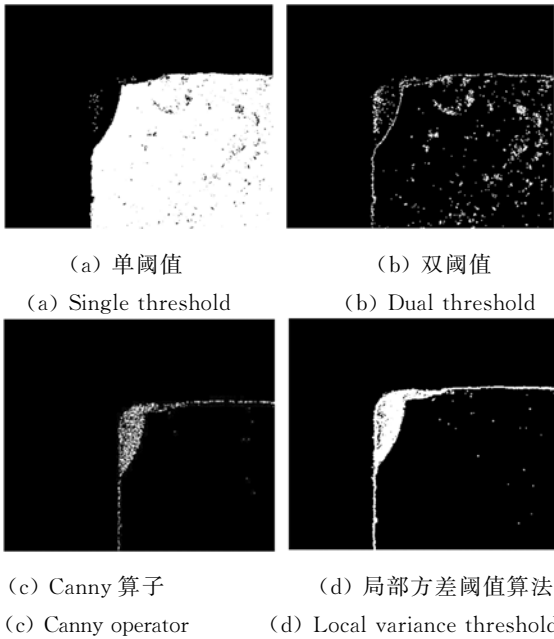 (a) 单阈值
(b) 双阈值
(a) Single threshold
(b) Dual threshold
(c) Canny 算子
(d) 局部方差阈值算法
(c) Canny operator
(d) Local variance threshold